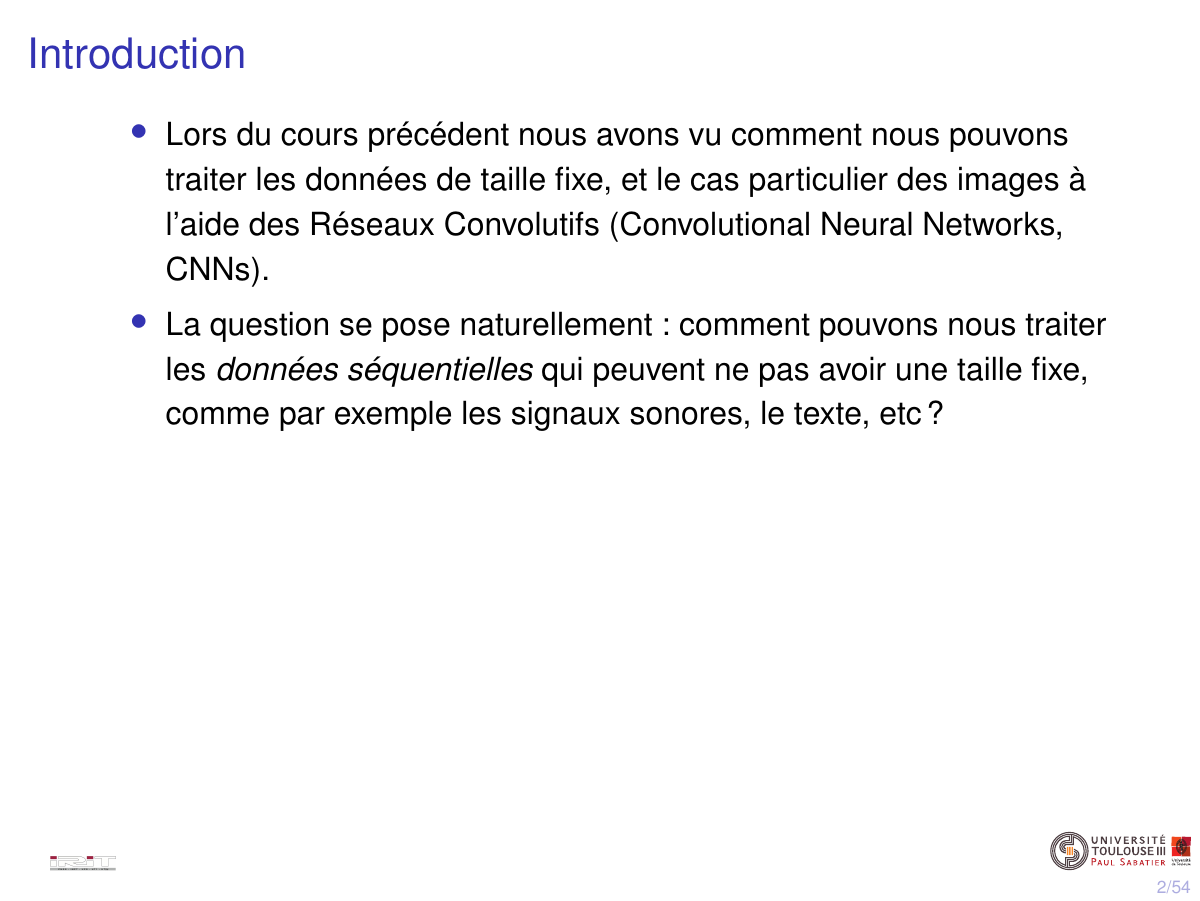 Introduction
• Lors du cours précédent nous avons vu comment nous pouvons
traiter les données de taille fixe, et le cas particulier des images à
l'aide des Réseaux Convolutifs (Convolutional Neural Networks,
CNNs).
• La question se pose naturellement : comment pouvons nous traiter
les données séquentielles qui peuvent ne pas avoir une taille fixe,
comme par exemple les signaux sonores, le texte, etc ?
IRIT
UNIVERSITÉ
TOULOUSE III
PAUL SABATIER
2/54